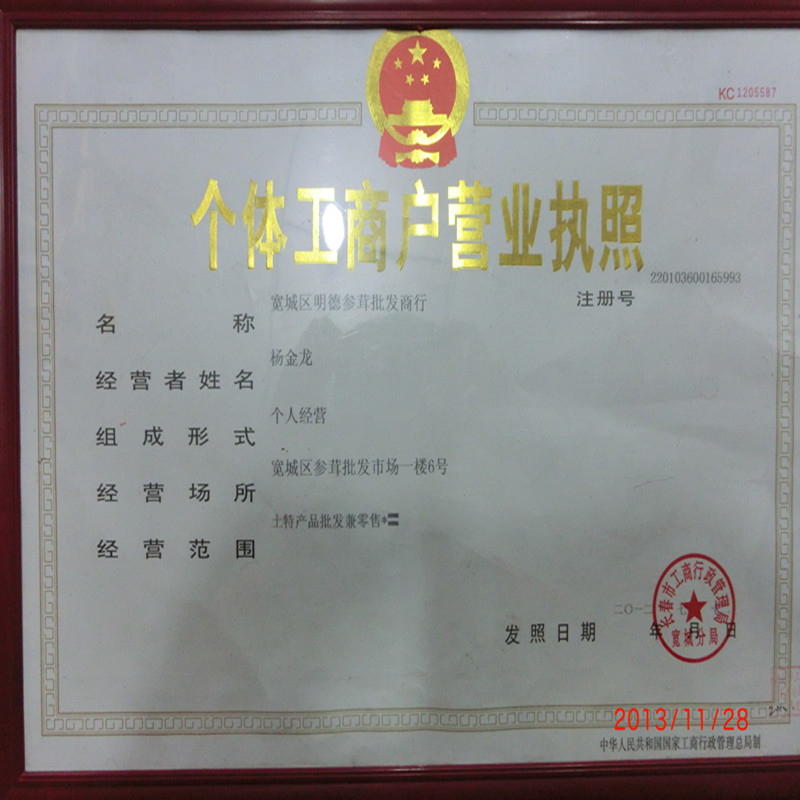 KC1205587
个体工商户营业执照
注册号 220103600165993
名称 宽城区明德参茸批发商行
经营者姓名 杨金龙
组成形式 个人经营
经营场所 宽城区参茸批发市场一楼6号
经营范围 土特产品批发兼零售*
长春市工商行政管理局
宽城分局
发照日期 二〇一二年 月 日
2013/11/28
中华人民共和国国家工商行政管理总局制